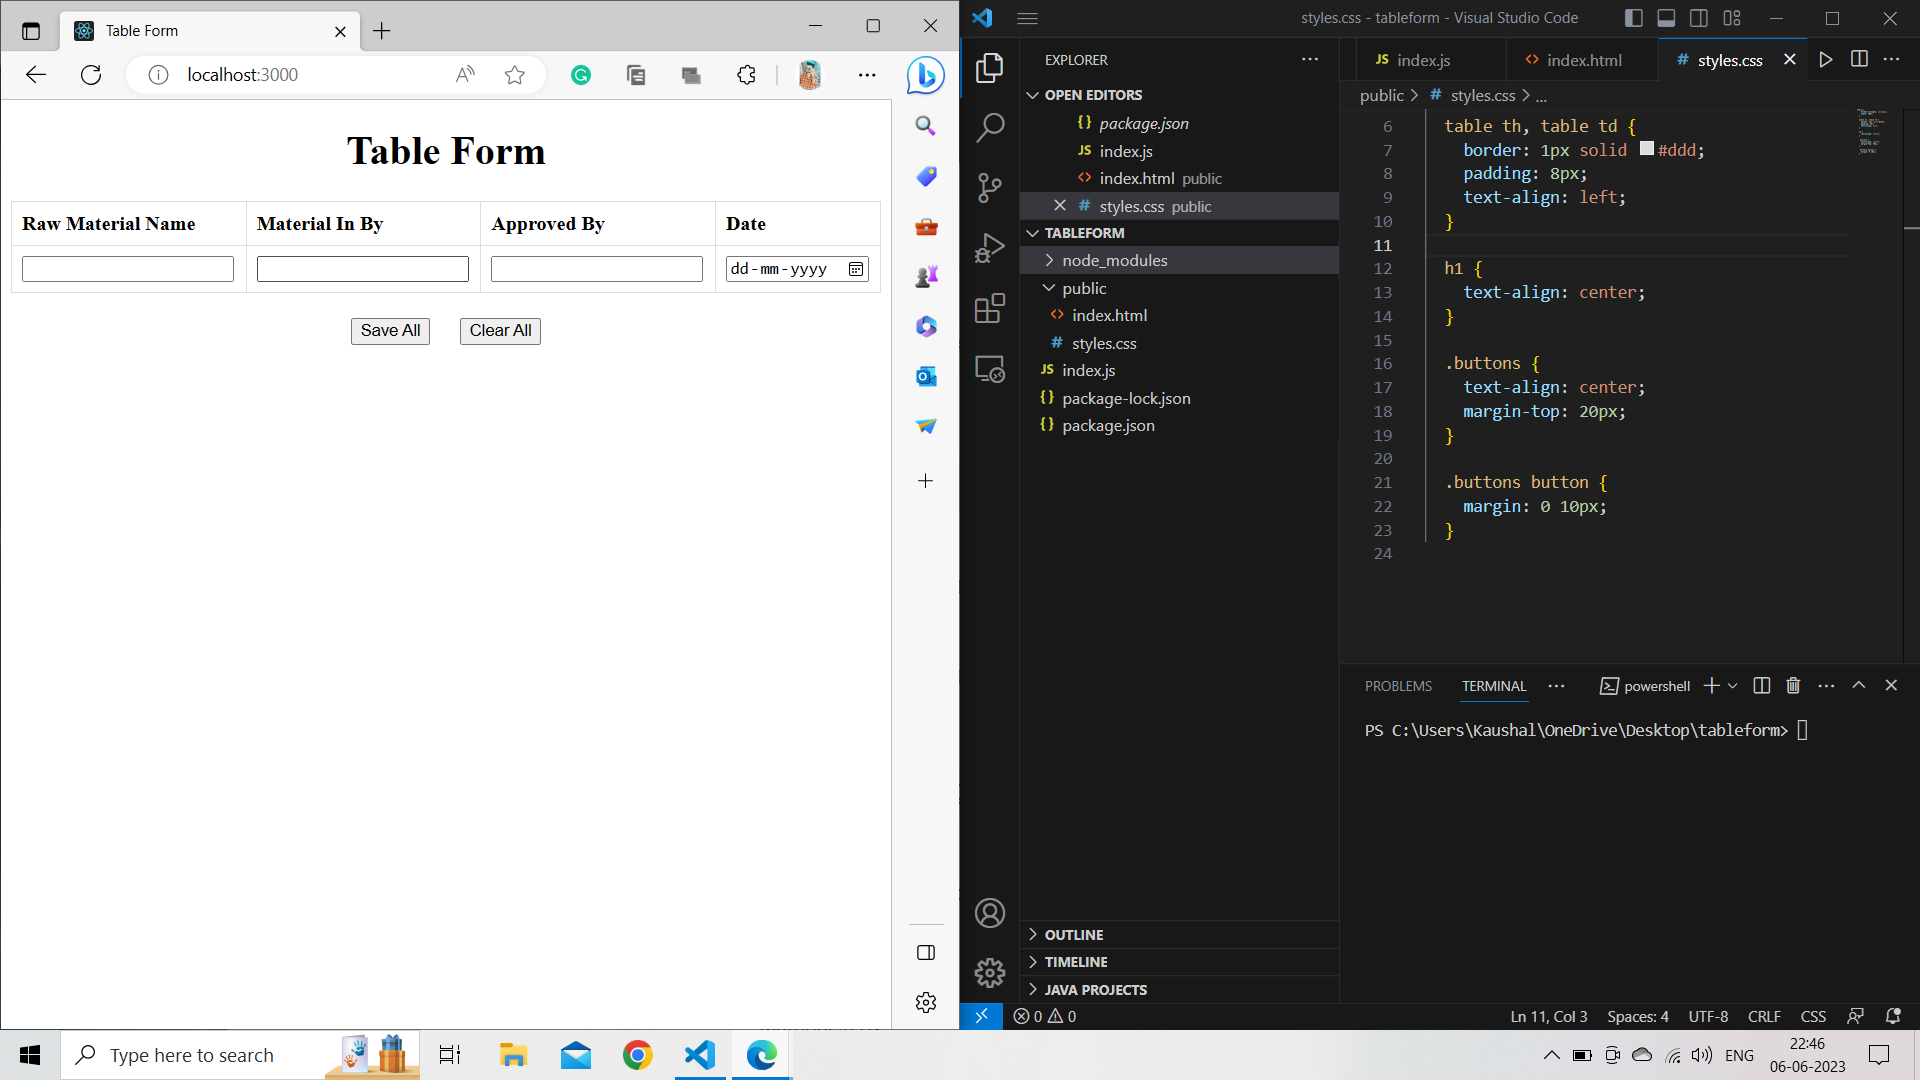 Table Form
localhost:3000
Table Form
Raw Material Name
Material In By
Approved By
Date
dd-mm-yyyy
Save All
Clear All
styles.css - tableform - Visual Studio Code
EXPLORER
OPEN EDITORS
package.json
JS index.js
index.html public
# styles.css public
TABLEFORM
node_modules
public
index.html
# styles.css
JS index.js
{} package-lock.json
{} package.json
OUTLINE
TIMELINE
JAVA PROJECTS
JS index.js
<> index.html
# styles.css
public > # styles.css > ...
6 table th, table td {
7 border: 1px solid #ddd;
8 padding: 8px;
9 text-align: left;
10 }
11
12 h1 {
13 text-align: center;
14 }
15
16 .buttons {
17 text-align: center;
18 margin-top: 20px;
19 }
20
21 .buttons button {
22 margin: 0 10px;
23 }
24
PROBLEMS
TERMINAL
powershell
PS C:\Users\Kaushal\OneDrive\Desktop\tableform>
0 0
Ln 11, Col 3
Spaces: 4
UTF-8
CRLF
CSS
Type here to search
ENG
22:46
06-06-2023